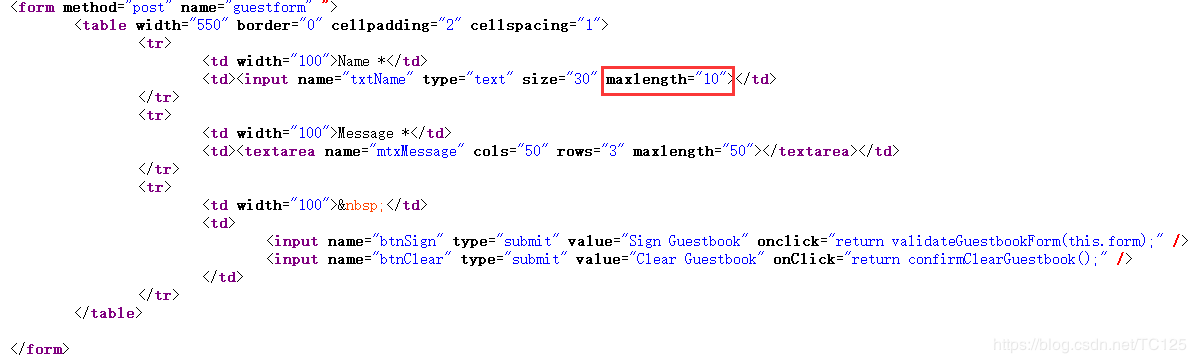 <form method="post" name="guestform" ">
<table width="550" border="0" cellpadding="2" cellspacing="1">
<tr>
<td width="100">Name *</td>
<td><input name="txtName" type="text" size="30" maxlength="10"></td>
</tr>
<tr>
<td width="100">Message *</td>
<td><textarea name="mtxMessage" cols="50" rows="3" maxlength="50"></textarea></td>
</tr>
<tr>
<td width="100">&nbsp;</td>
<td>
<input name="btnSign" type="submit" value="Sign Guestbook" onclick="return validateGuestbookForm(this.form);" />
<input name="btnClear" type="submit" value="Clear Guestbook" onClick="return confirmClearGuestbook();" />
</td>
</tr>
</table>
</form>
https://blog.csdn.net/TC125